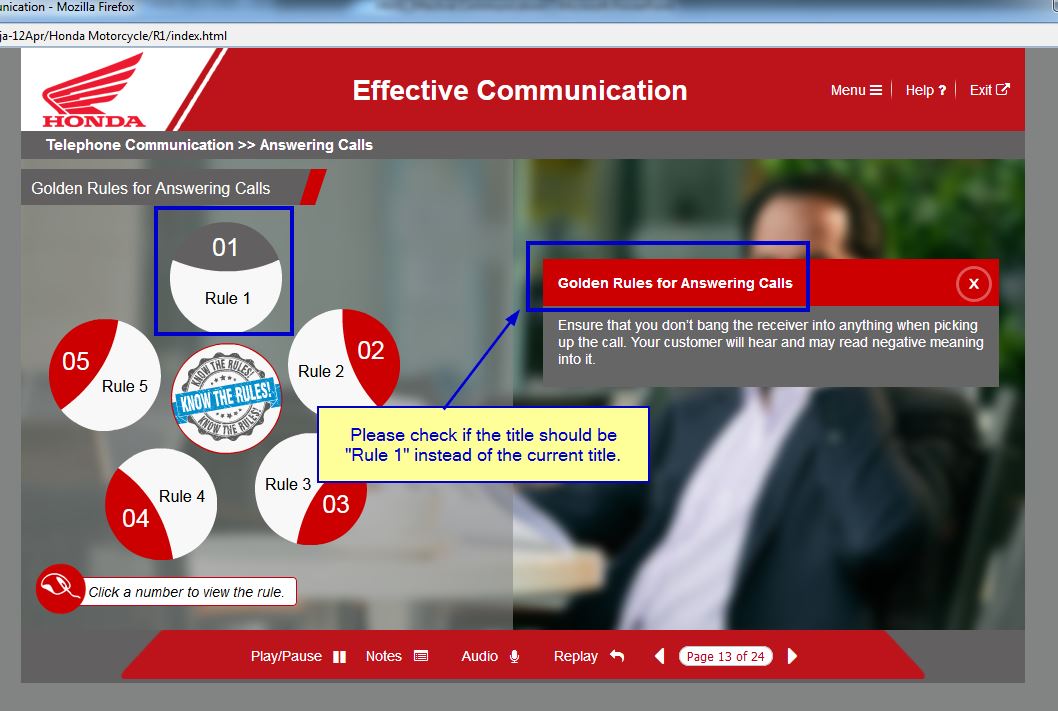 nication - Mozilla Firefox
ja-12Apr/Honda Motorcycle/R1/index.html
HONDA
Effective Communication
Menu
Help ?
Exit
Telephone Communication >> Answering Calls
Golden Rules for Answering Calls
01
Rule 1
05
Rule 5
02
Rule 2
KNOW THE RULES!
KNOW THE RULES!
KNOW THE RULES!
Rule 4
04
Rule 3
03
Click a number to view the rule.
Golden Rules for Answering Calls
X
Ensure that you don't bang the receiver into anything when picking
up the call. Your customer will hear and may read negative meaning
into it.
Please check if the title should be
"Rule 1" instead of the current title.
Play/Pause
Notes
Audio
Replay
Page 13 of 24